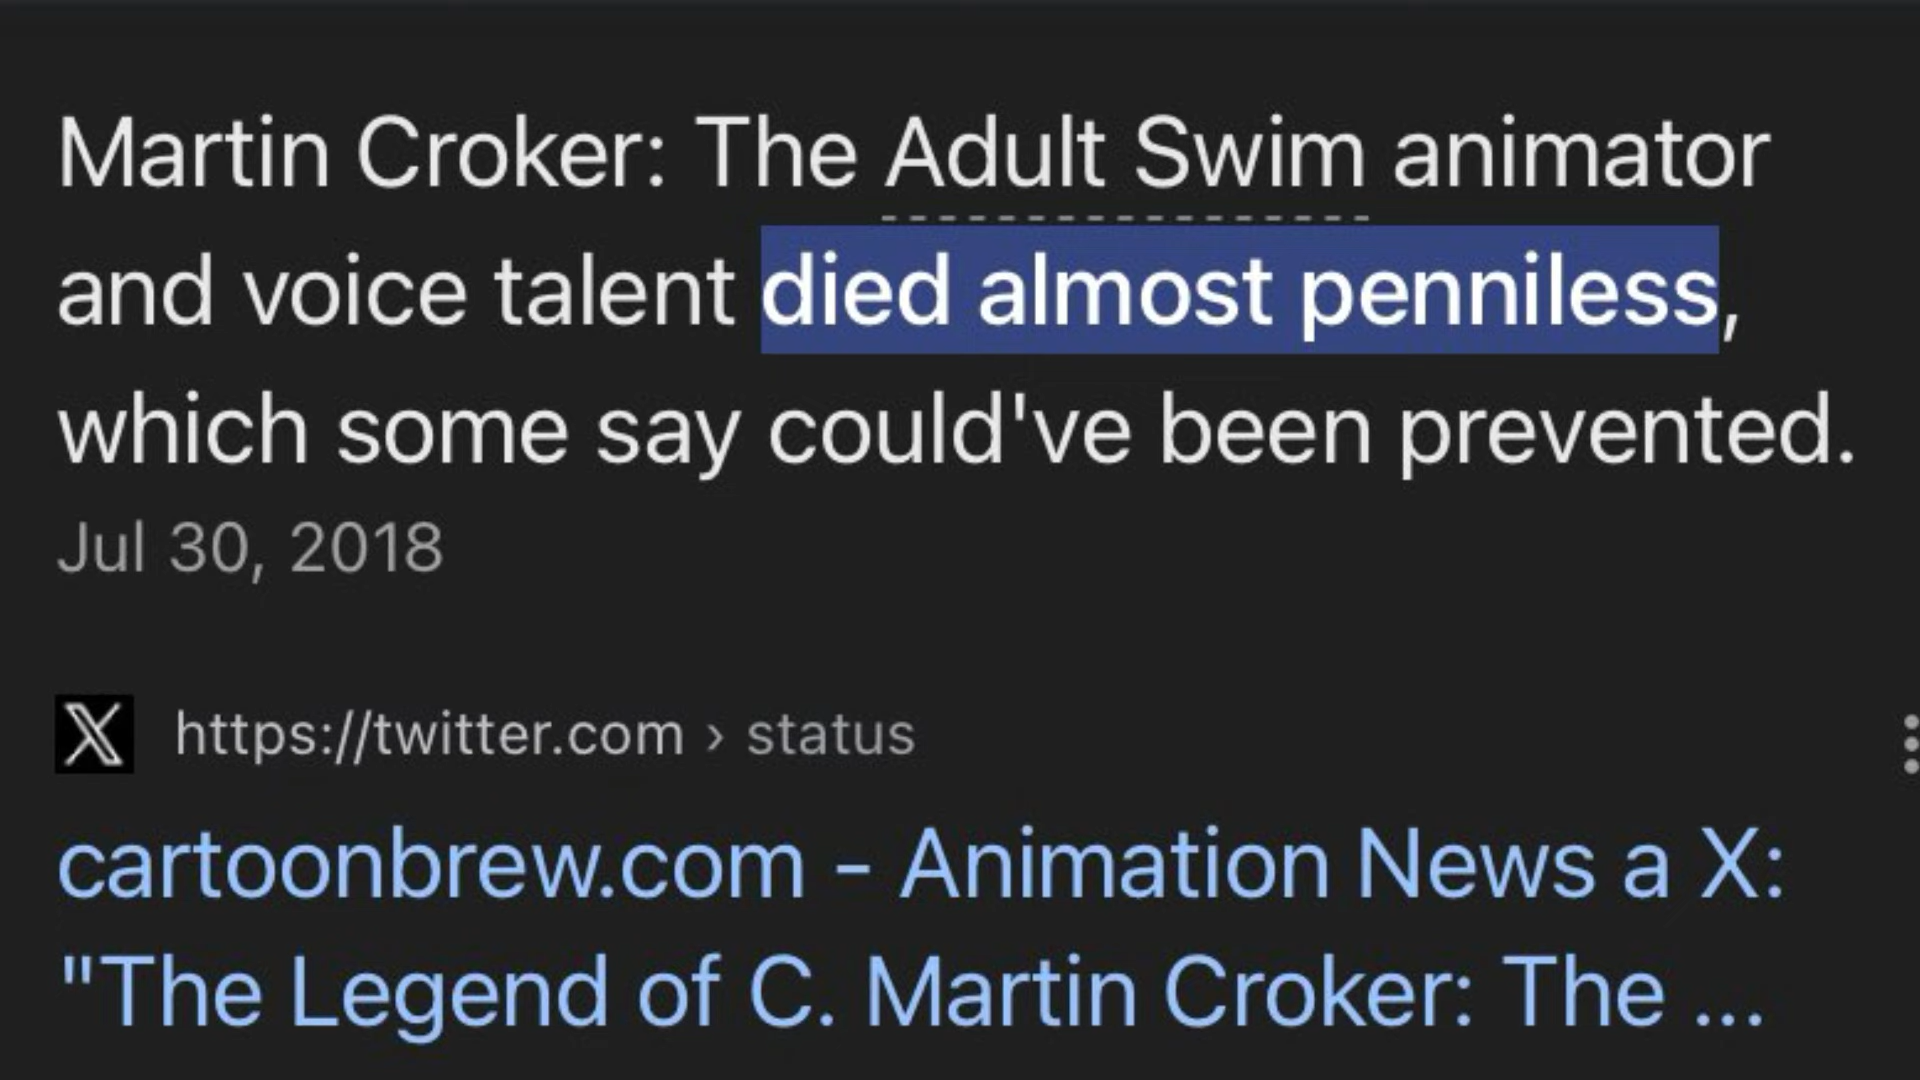 Martin Croker: The Adult Swim animator
and voice talent died almost penniless,
which some say could've been prevented.
Jul 30, 2018
https://twitter.com › status
cartoonbrew.com - Animation News a X:
"The Legend of C. Martin Croker: The ...